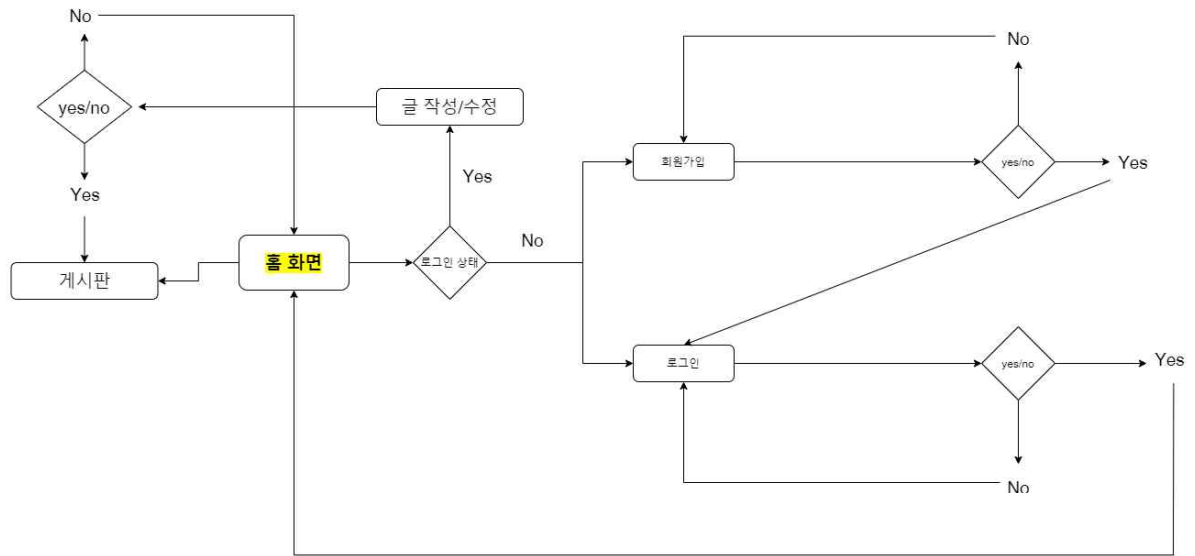 No
No
yes/no
글 작성/수정
회원가입
yes/no
Yes
Yes
Yes
No
홈 화면
로그인 상태
게시판
로그인
yes/no
Yes
No